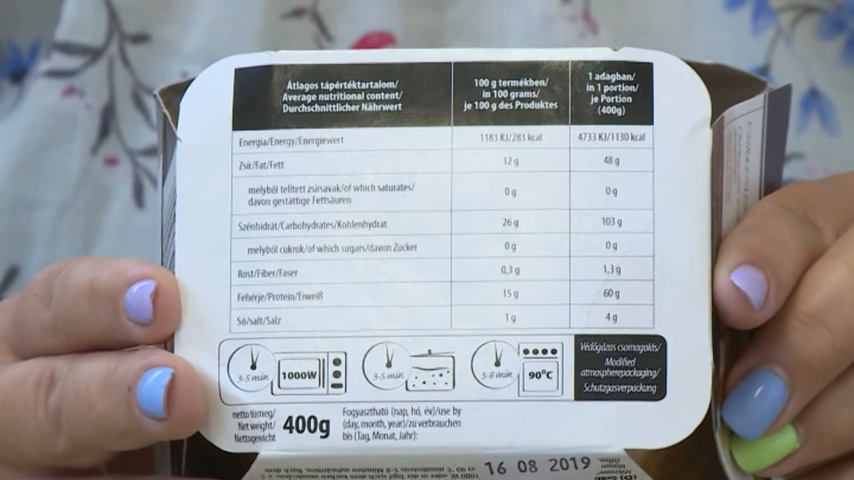 Átlagos tápértéktartalom/
Average nutritional content/
Durchschnittlicher Nährwert
100 g termékben/
in 100 grams/
je 100 g des Produktes
1 adagban/
in 1 portion/
je Portion
(400g)
Energia/Energy/Energiewert 1183 KJ/283 kcal 4733 KJ/1130 kcal
Zsír/Fat/Fett 12 g 48 g
melyből telített zsírsavak/of which saturates/
davon gestättige Fettsäuren 0 g 0 g
Szénhidrát/Carbohydrates/Kohlenhydrat 26 g 103 g
melyből cukrok/of which sugars/davon Zucker 0 g 0 g
Rost/Fiber/Faser 0,3 g 1,3 g
Fehérje/Protein/Eiweiß 15 g 60 g
Só/salt/Salz 1 g 4 g
3-5 min 1000W 3-5 min 5-8 min 90°C
Védőgázas csomagolás/
Modified
atmospherepackaging/
Schutzgasverpackung
netto tömeg/
Net weight/
Nettogewicht
400g
Fogyasztható (nap, hó, év)/use by
(day, month, year)/zu verbrauchen
bis (Tag, Monat, Jahr):
16 08 2019